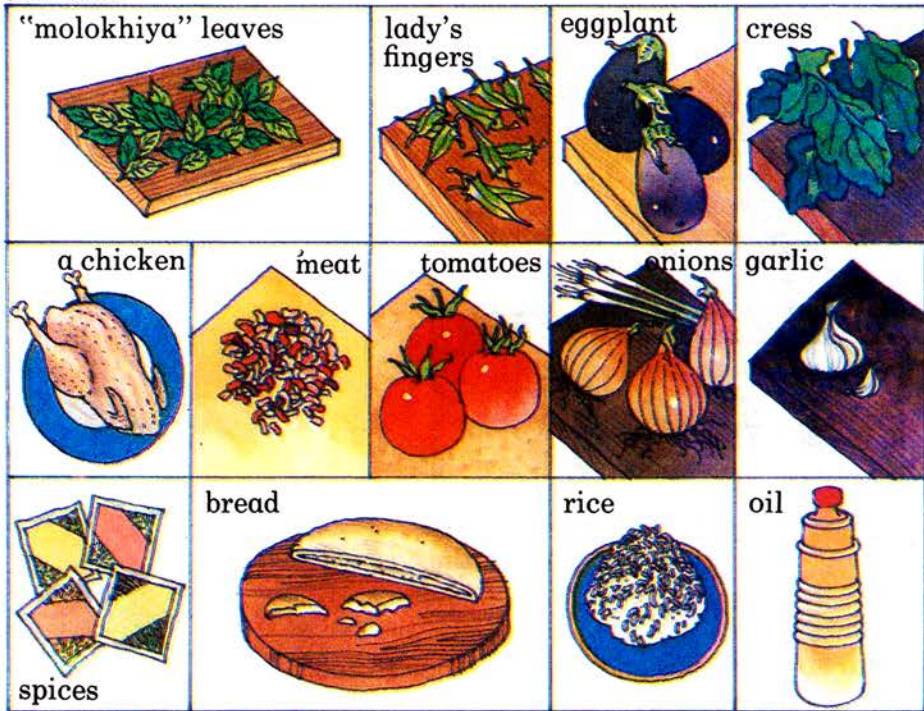 "molokhiya" leaves
lady's
fingers
eggplant
cress
a chicken
meat
tomatoes
onions
garlic
spices
bread
rice
oil